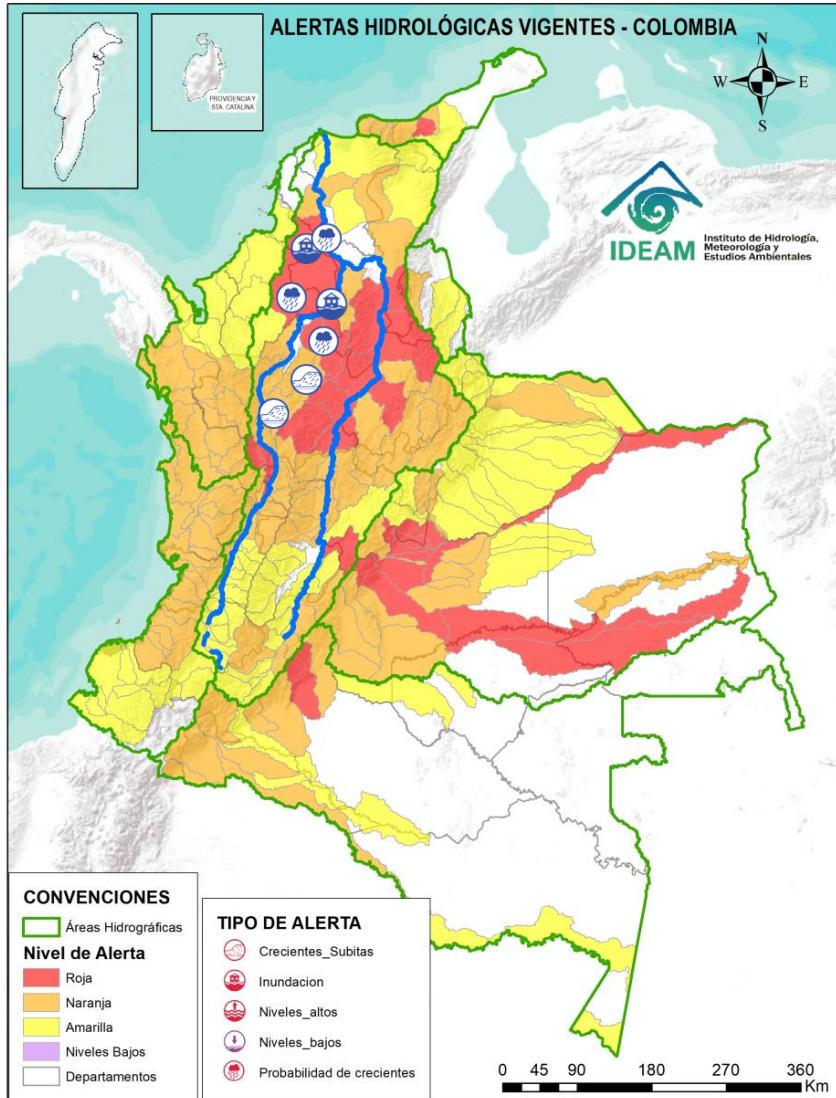 ALERTAS HIDROLÓGICAS VIGENTES - COLOMBIA
PROVIDENCIA Y
STA. CATALINA
N
W
E
S
IDEAM
Instituto de Hidrología,
Meteorología y
Estudios Ambientales
CONVENCIONES
Áreas Hidrográficas
Nivel de Alerta
Roja
Naranja
Amarilla
Niveles Bajos
Departamentos
TIPO DE ALERTA
Crecientes_Subitas
Inundacion
Niveles_altos
Niveles_bajos
Probabilidad de crecientes
0 45 90 180 270 360
Km